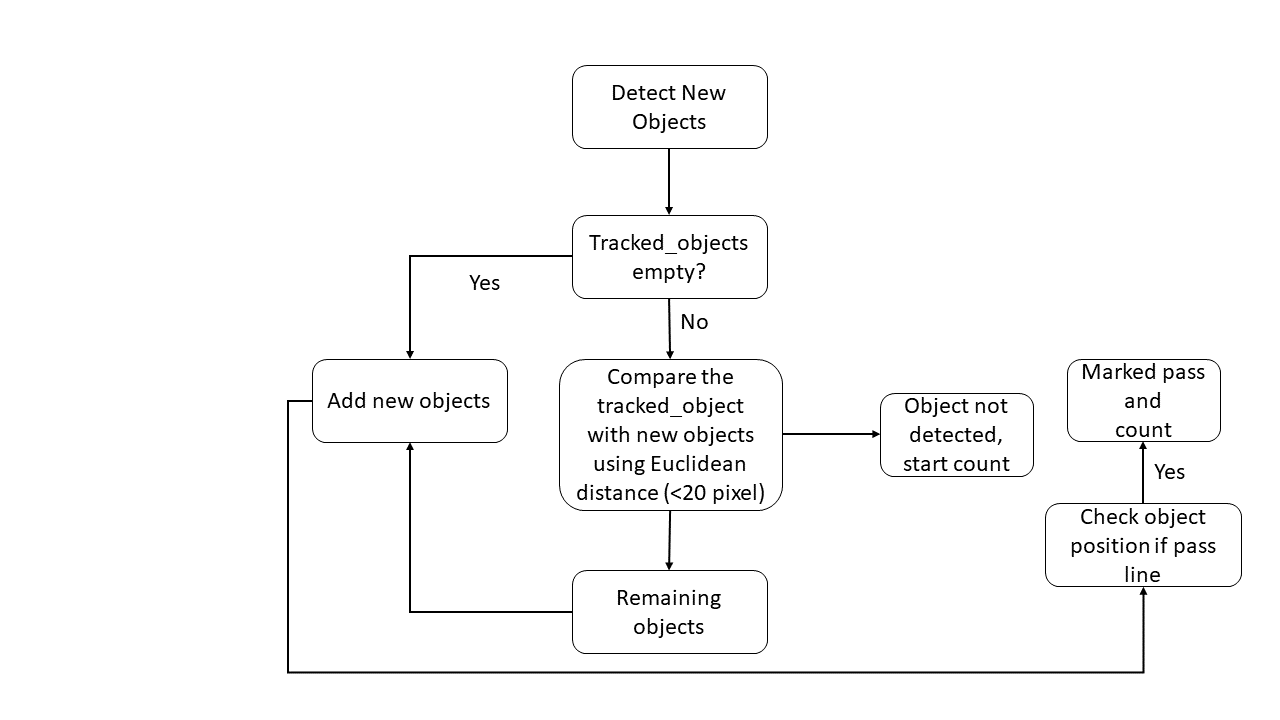 Detect New
Objects
Tracked_objects
empty?
Yes
No
Add new objects
Compare the
tracked_object
with new objects
using Euclidean
distance (<20 pixel)
Object not
detected,
start count
Marked pass
and
count
Yes
Check object
position if pass
line
Remaining
objects